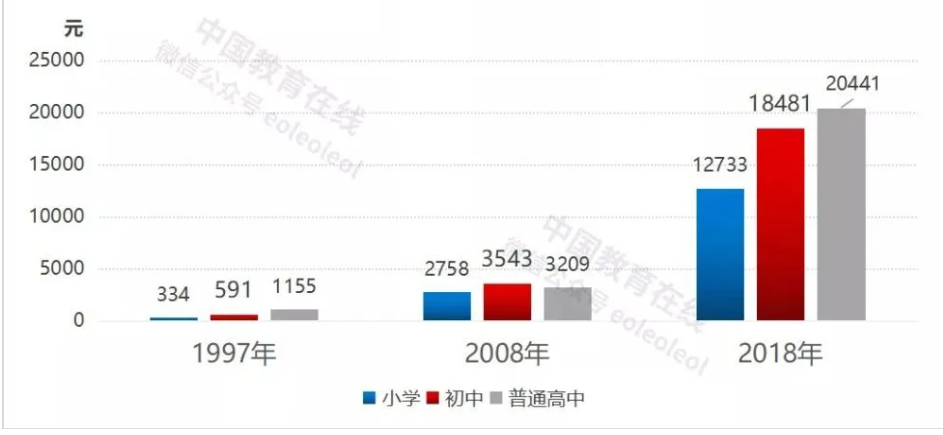 元
25000
20000
15000
10000
5000
0
334
591
1155
2758
3543
3209
12733
18481
20441
1997年
2008年
2018年
小学 初中 普通高中
中国教育在线
微信公众号 eoleoleol
中国教育在线
微信公众号 eoleoleol